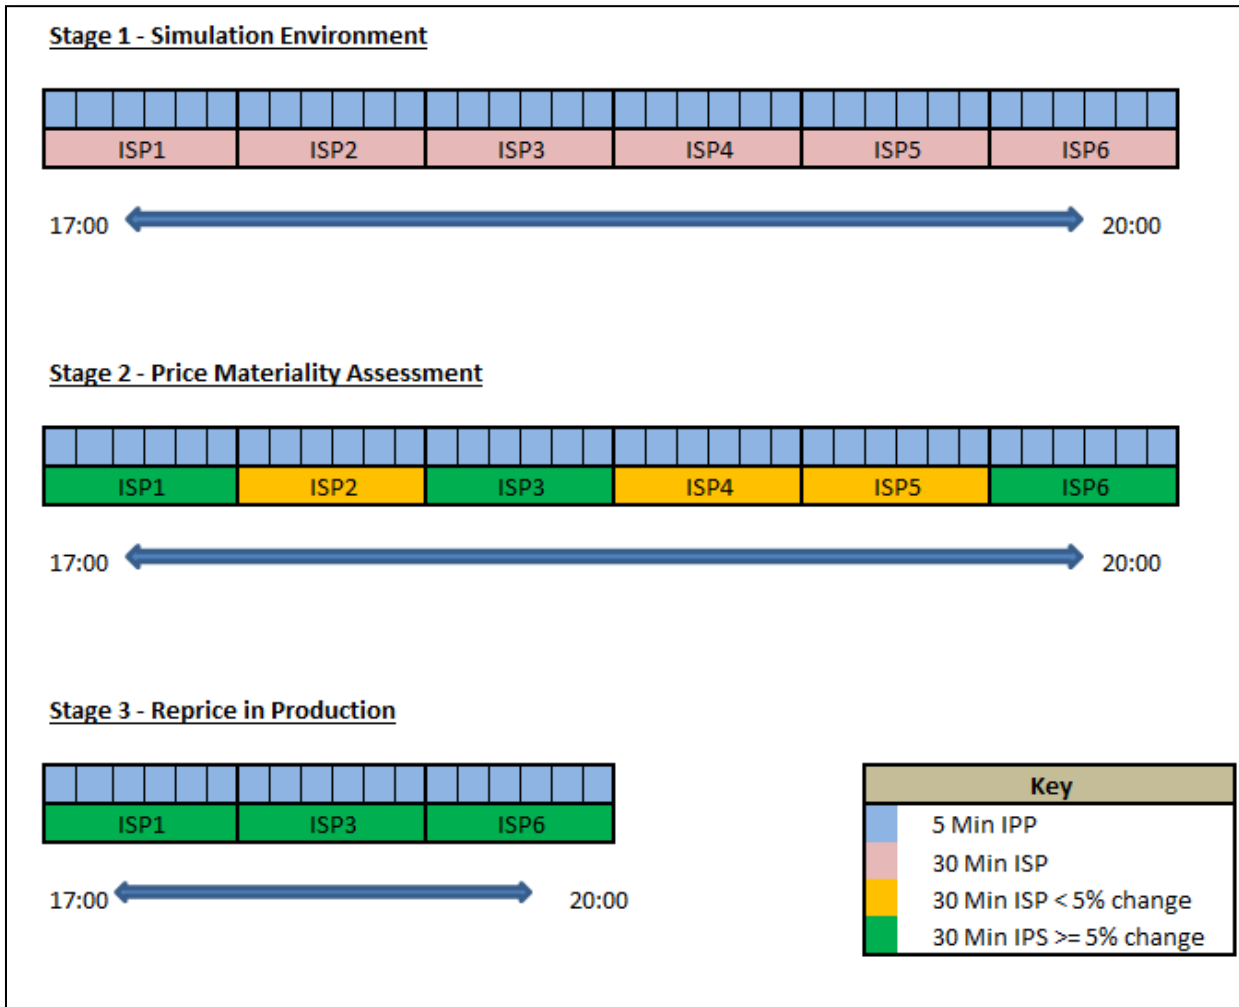 Stage 1 - Simulation Environment
ISP1 ISP2 ISP3 ISP4 ISP5 ISP6
17:00 20:00
Stage 2 - Price Materiality Assessment
ISP1 ISP2 ISP3 ISP4 ISP5 ISP6
17:00 20:00
Stage 3 - Reprice in Production
ISP1 ISP3 ISP6
17:00 20:00
Key
5 Min IPP
30 Min ISP
30 Min ISP < 5% change
30 Min IPS >= 5% change